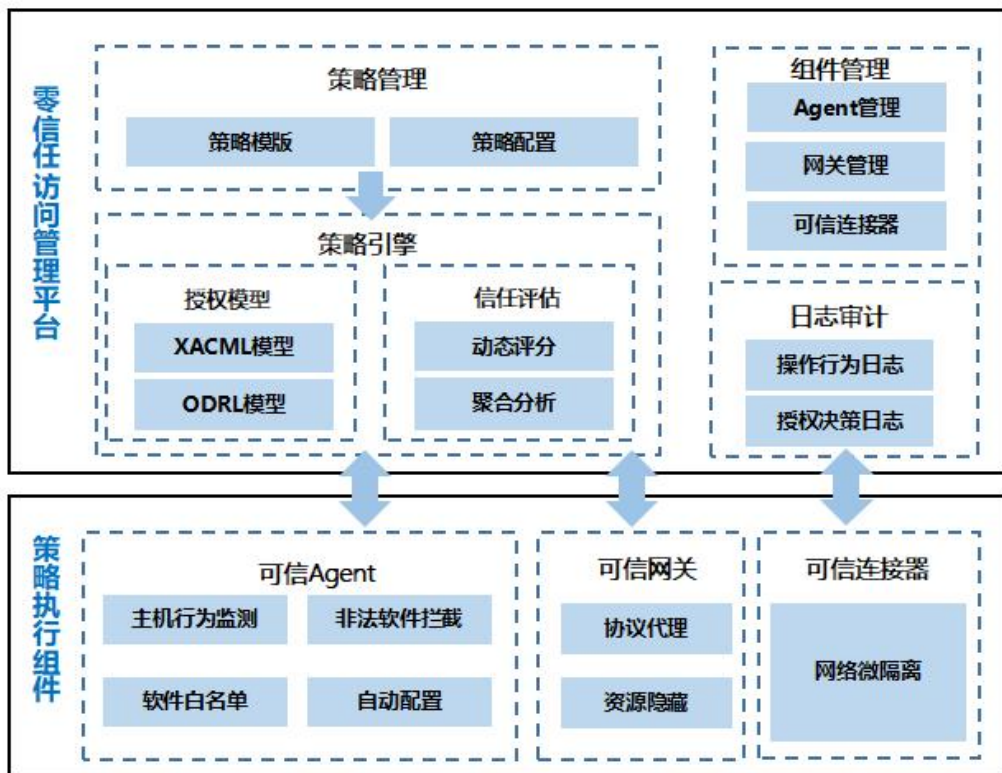 零信任访问管理平台
策略管理
策略模版
策略配置
策略引擎
授权模型
XACML模型
ODRL模型
信任评估
动态评分
聚合分析
组件管理
Agent管理
网关管理
可信连接器
日志审计
操作行为日志
授权决策日志
策略执行组件
可信Agent
主机行为监测
非法软件拦截
软件白名单
自动配置
可信网关
协议代理
资源隐藏
可信连接器
网络微隔离